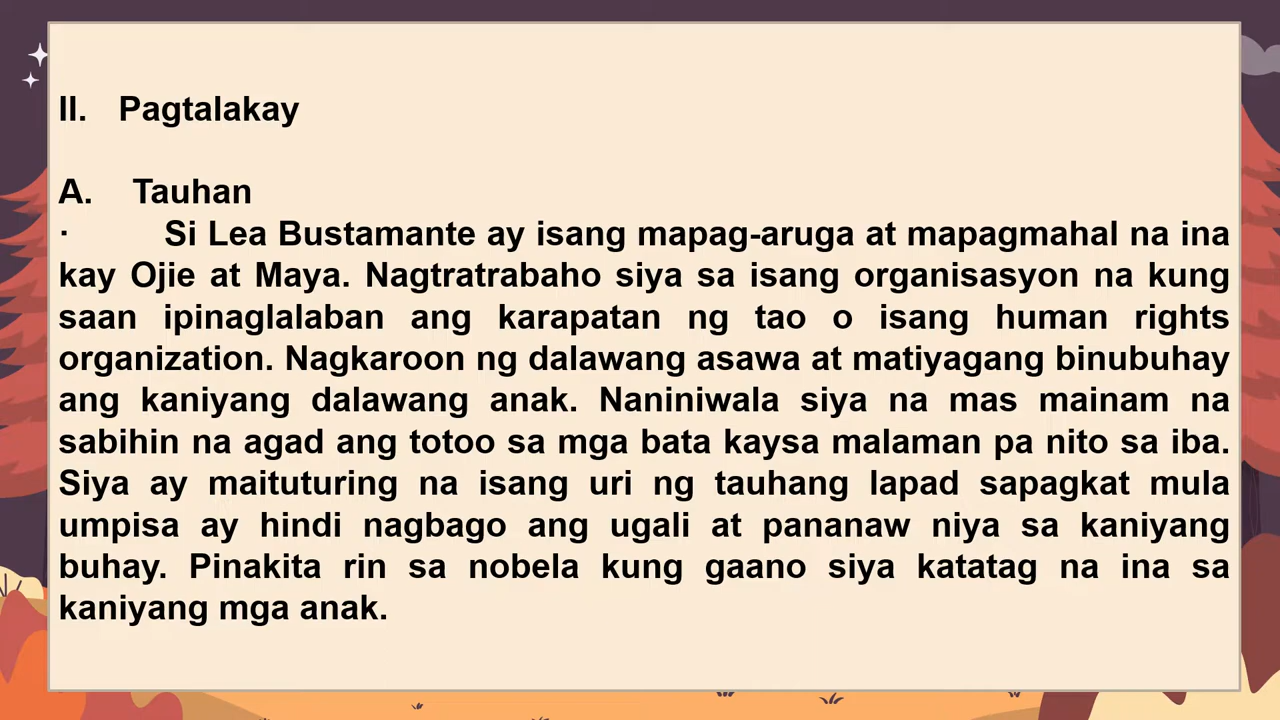 II. Pagtalakay
A. Tauhan
· Si Lea Bustamante ay isang mapag-aruga at mapagmahal na ina
kay Ojie at Maya. Nagtratrabaho siya sa isang organisasyon na kung
saan ipinaglalaban ang karapatan ng tao o isang human rights
organization. Nagkaroon ng dalawang asawa at matiyagang binubuhay
ang kaniyang dalawang anak. Naniniwala siya na mas mainam na
sabihin na agad ang totoo sa mga bata kaysa malaman pa nito sa iba.
Siya ay maituturing na isang uri ng tauhang lapad sapagkat mula
umpisa ay hindi nagbago ang ugali at pananaw niya sa kaniyang
buhay. Pinakita rin sa nobela kung gaano siya katatag na ina sa
kaniyang mga anak.